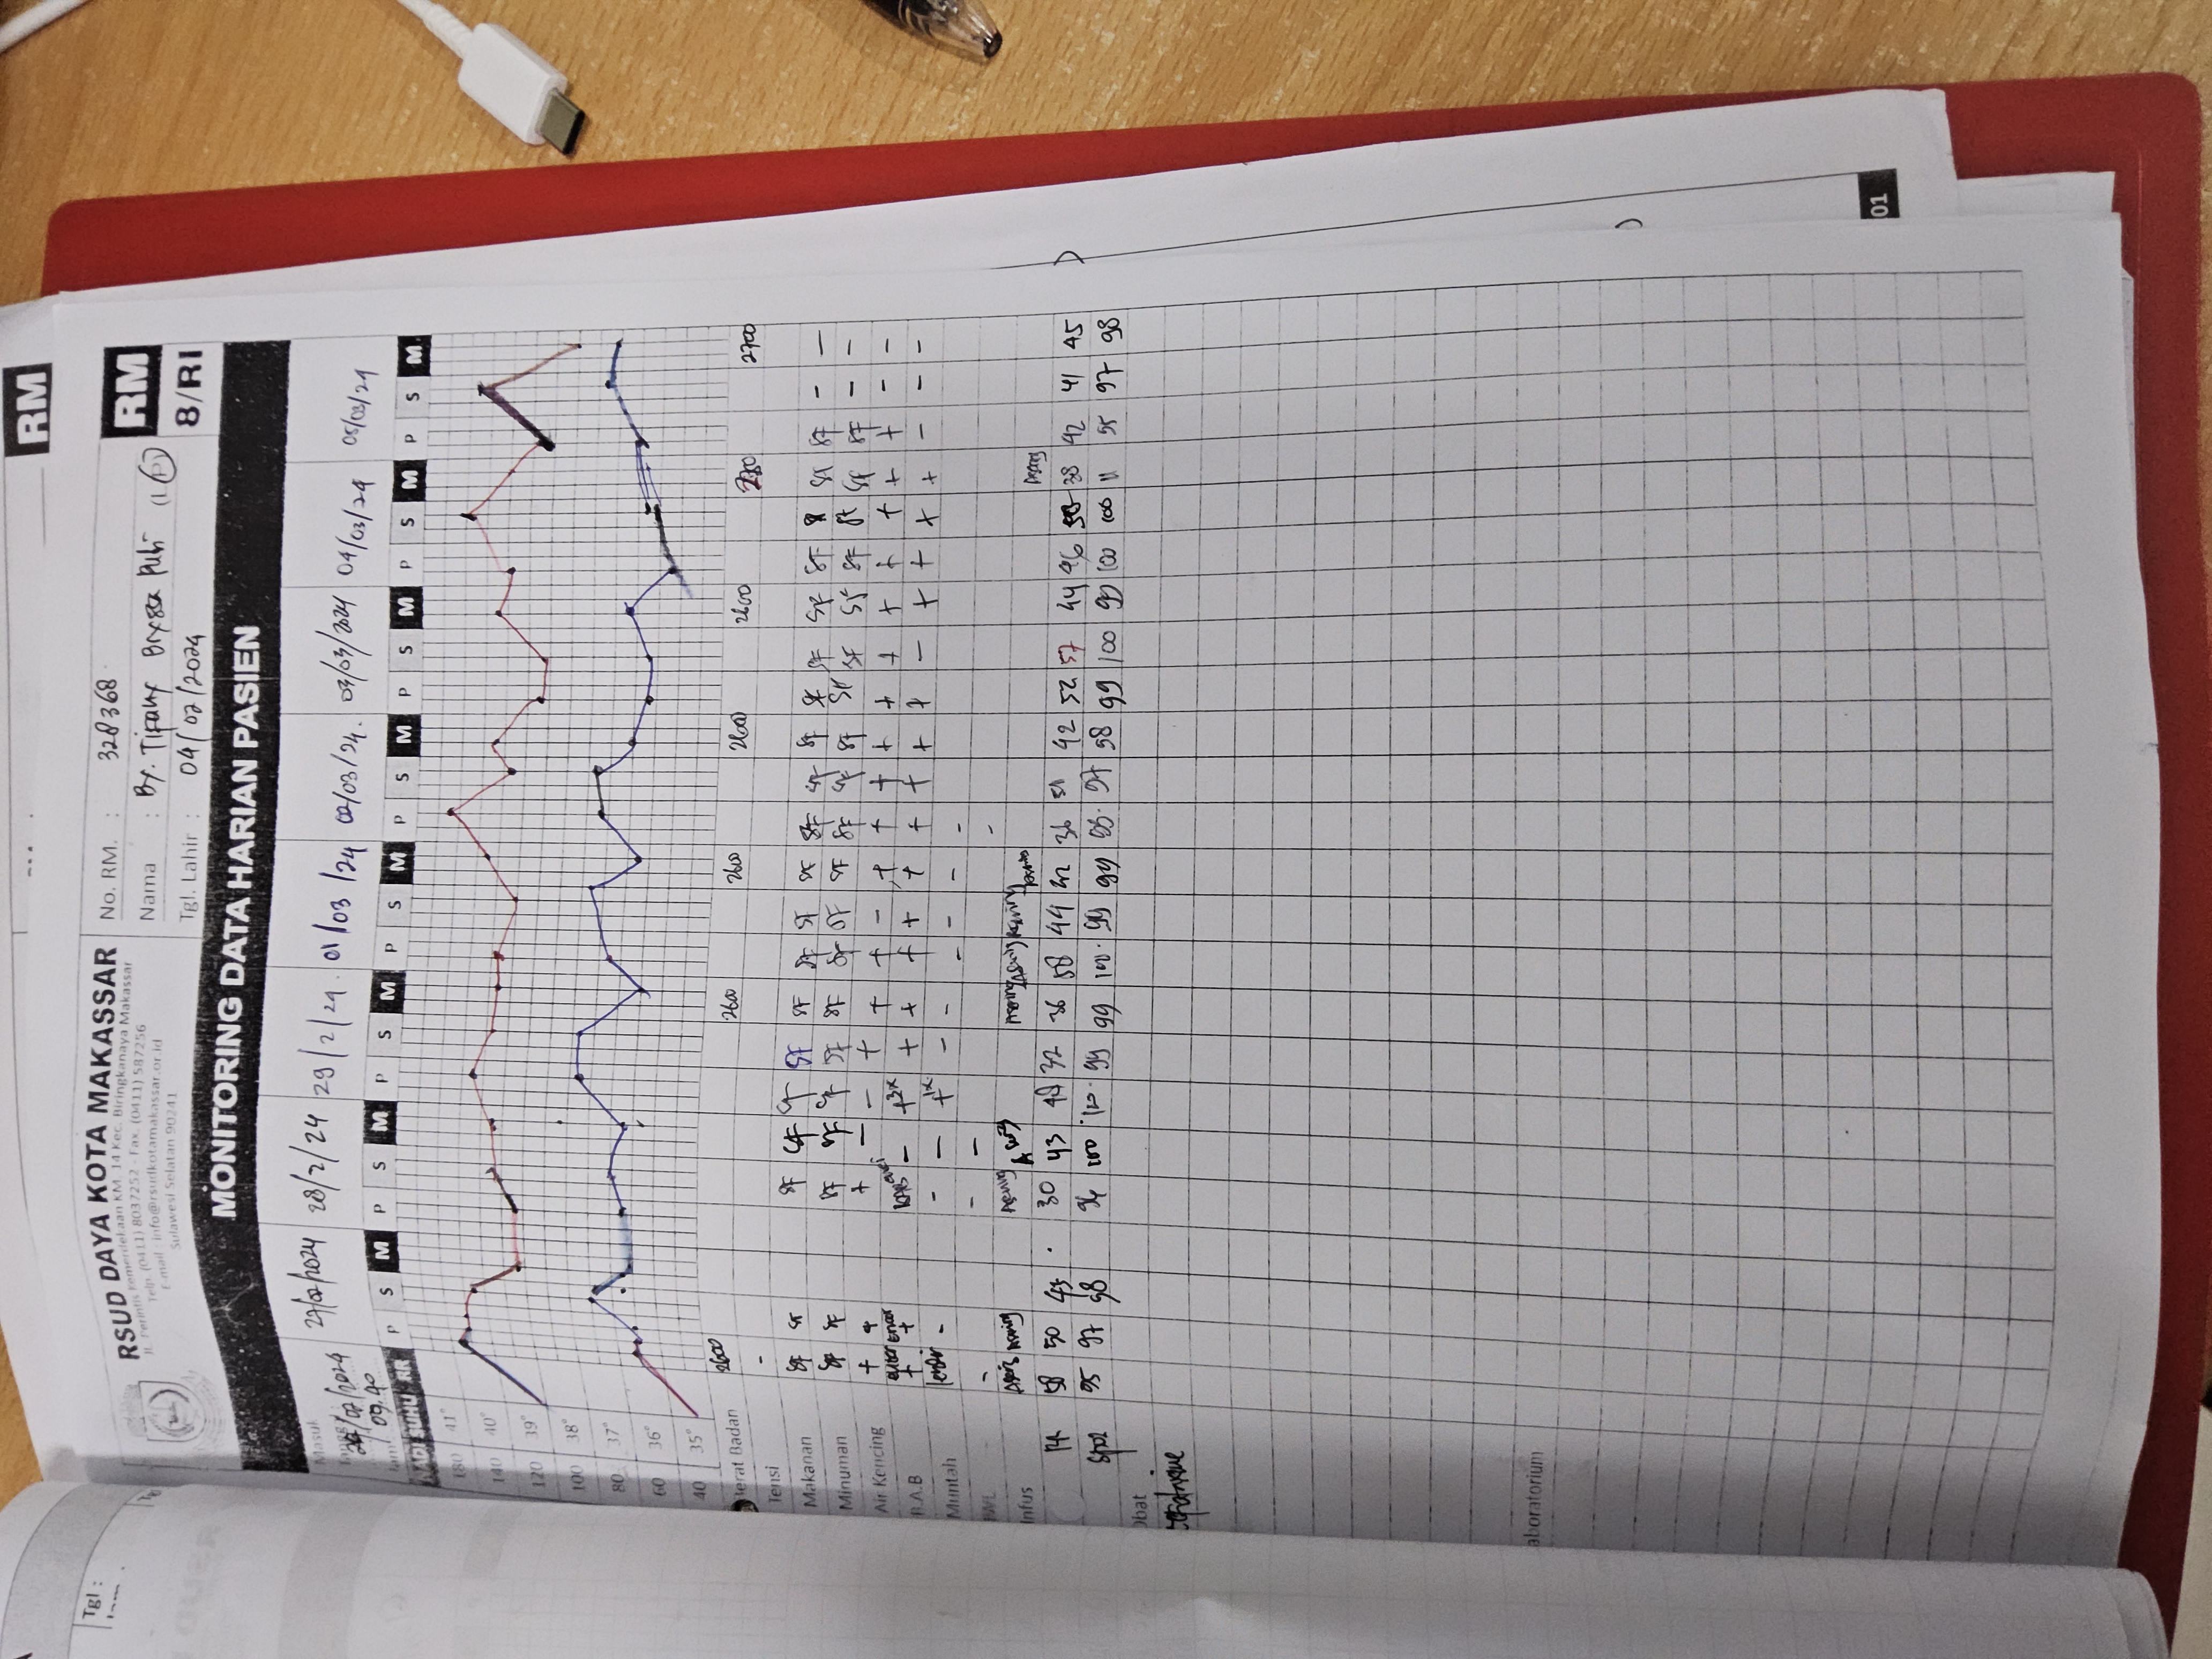 Tgl :
RM
RSUD DAYA KOTA MAKASSAR
Jl. Perintis Kemerdekaan KM. 14 Kec. Biringkanaya Makassar
Telp. (0411) 8037252 - Fax. (0411) 587256
E-mail : info@rsudkotamakassar.or.id
Sulawesi Selatan 90241
No. RM. : 328368
Nama : By. Tifany Putri (L/P)
Tgl. Lahir : 04/02/2024
RM
8/RI
MONITORING DATA HARIAN PASIEN
Masuk
Tangg
/02/2024
Jam 09.40
27/02/2024 28/2/24 29/2/24. 01/03/24 02/03/24. 03/03/2024 04/03/24 05/03/24
NADI SUHU RR P S M P S M P S M P S M P S M P S M P S M P S M
180 41°
140 40°
120 39°
100 38°
80 37°
60 36°
40 35°
Berat Badan 2600 2600 2600 2600 2600 2700
Tensi -
Makanan SF SF SF SF SF SF SF SF SF SF SF SF SF SF SF SF SF SF SF - -
Minuman SF SF SF SF SF SF SF SF SF SF SF SF SF SF SF SF SF SF SF SF - -
Air Kencing + + + - - + + + - + + + + + + + + + + + - -
encer encer
B.A.B + + - +3x + + + + + + + + + - + + + + - - -
Muntah lendir - - - +1x - - - - - -
IWL - - - -
Infus Asering Asering Asering Asering Asering Asering Asering Asering
RR 58 50 43 30 43 48 32 36 58 44 42 36 51 42 52 57 44 46 38 42 41 45
SpO2 95 97 98 96 100 100 99 99 100 99 99 95 97 98 99 100 99 100 100 11 95 97 98
Obat
cefotaxime
aboratorium
01